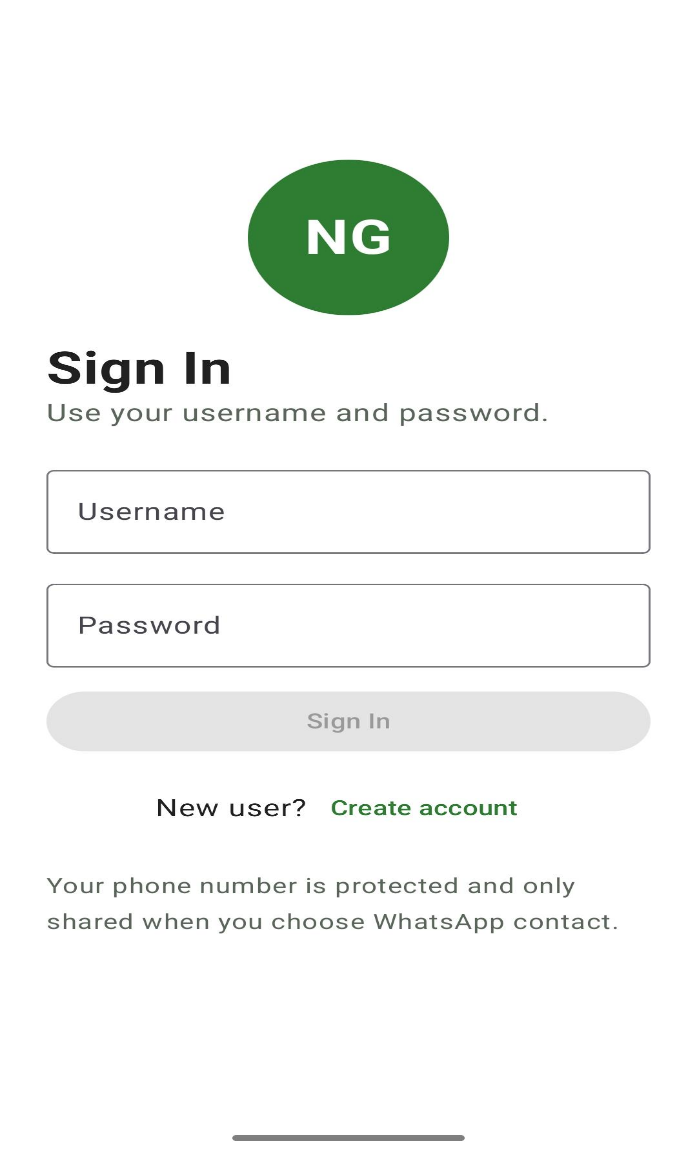 NG
Sign In
Use your username and password.
Username
Password
Sign In
New user? Create account
Your phone number is protected and only
shared when you choose WhatsApp contact.